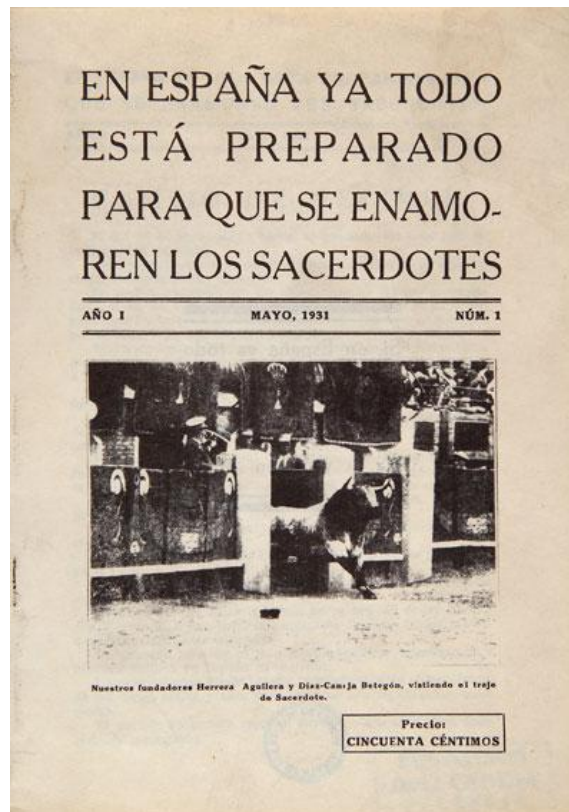 EN ESPAÑA YA TODO
ESTÁ PREPARADO
PARA QUE SE ENAMO-
REN LOS SACERDOTES
AÑO I MAYO, 1931 NÚM. 1
Nuestros fundadores Herrera Aguilera y Díaz-Caneja Betegón, vistiendo el traje
de Sacerdote.
Precio:
CINCUENTA CÉNTIMOS